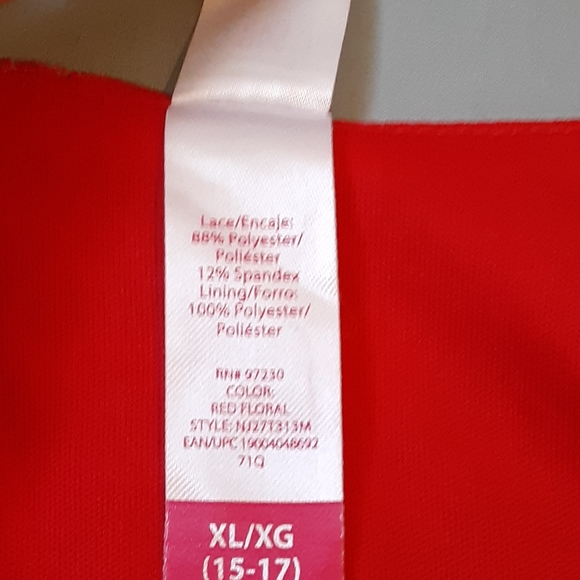 Lace/Encaje:
88% Polyester/
Poliéster
12% Spandex
Lining/Forro:
100% Polyester/
Poliéster
RN# 97230
COLOR:
RED FLORAL
STYLE: NJ27T313M
EAN/UPC 19004048692
71Q
XL/XG
(15-17)